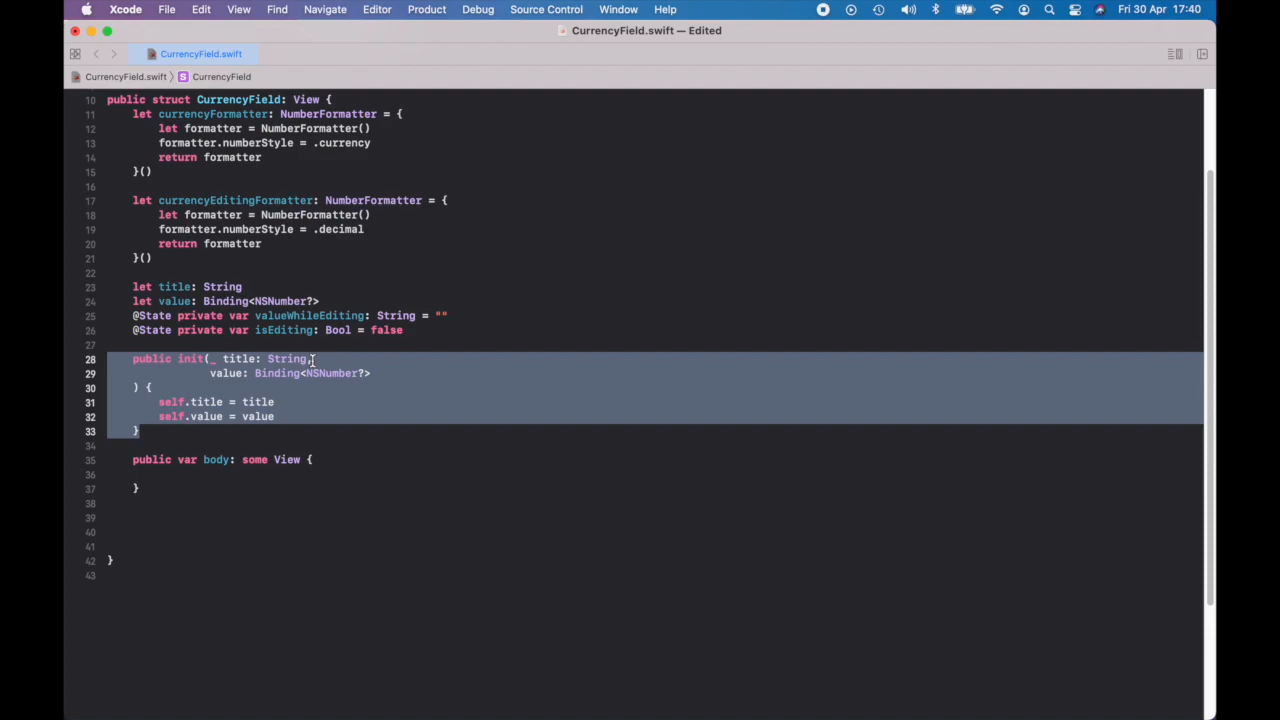 Xcode File Edit View Find Navigate Editor Product Debug Source Control Window Help Fri 30 Apr 17:40
CurrencyField.swift — Edited
CurrencyField.swift
CurrencyField.swift 〉 S CurrencyField
10 public struct CurrencyField: View {
11 let currencyFormatter: NumberFormatter = {
12 let formatter = NumberFormatter()
13 formatter.numberStyle = .currency
14 return formatter
15 }()
16
17 let currencyEditingFormatter: NumberFormatter = {
18 let formatter = NumberFormatter()
19 formatter.numberStyle = .decimal
20 return formatter
21 }()
22
23 let title: String
24 let value: Binding<NSNumber?>
25 @State private var valueWhileEditing: String = ""
26 @State private var isEditing: Bool = false
27
28 public init(_ title: String,
29 value: Binding<NSNumber?>
30 ) {
31 self.title = title
32 self.value = value
33 }
34
35 public var body: some View {
36
37 }
38
39
40
41
42 }
43